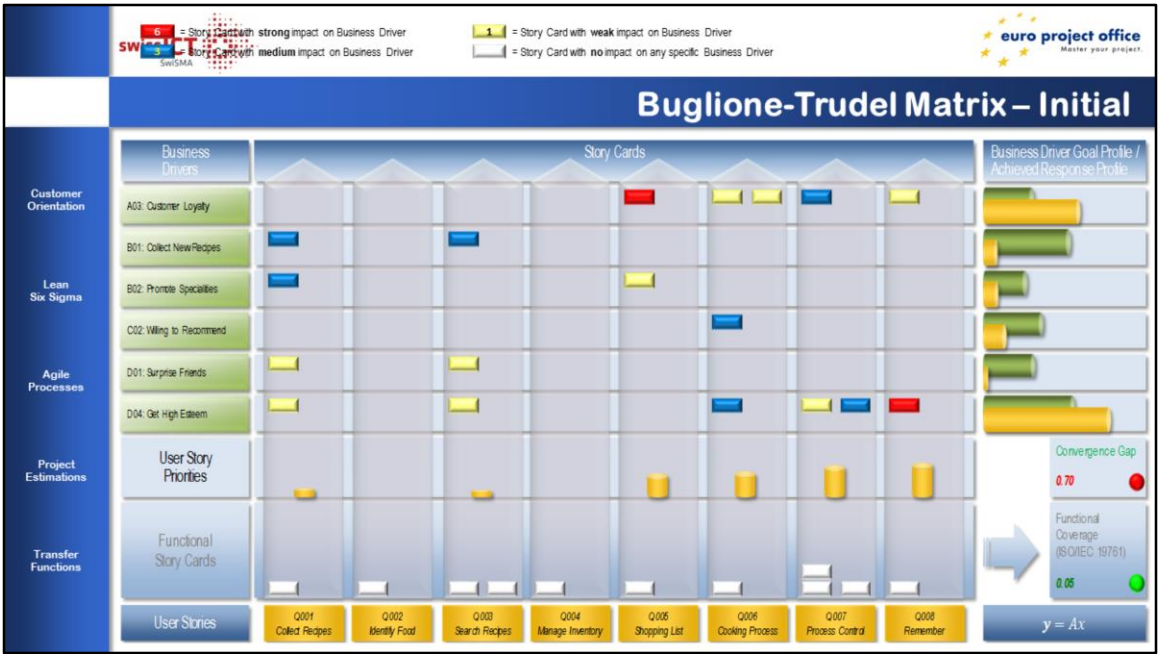 6 = Story Card with strong impact on Business Driver
1 = Story Card with weak impact on Business Driver
3 = Story Card with medium impact on Business Driver
= Story Card with no impact on any specific Business Driver
SwiSMA
euro project office
Master your project.
Buglione-Trudel Matrix – Initial
Business
Drivers
Story Cards
Business Driver Goal Profile /
Achieved Response Profile
Customer
Orientation
Lean
Six Sigma
Agile
Processes
Project
Estimations
Transfer
Functions
A03: Customer Loyalty
B01: Collect New Recipes
B02: Promote Specialities
C02: Willing to Recommend
D01: Surprise Friends
D04: Get High Esteem
User Story
Priorities
Convergence Gap
0.70
Functional
Story Cards
Functional
Coverage
(ISO/IEC 19761)
0.05
User Stories
Q001
Collect Recipes
Q002
Identify Food
Q003
Search Recipes
Q004
Manage Inventory
Q005
Shopping List
Q006
Cooking Process
Q007
Process Control
Q008
Remember
y = Ax